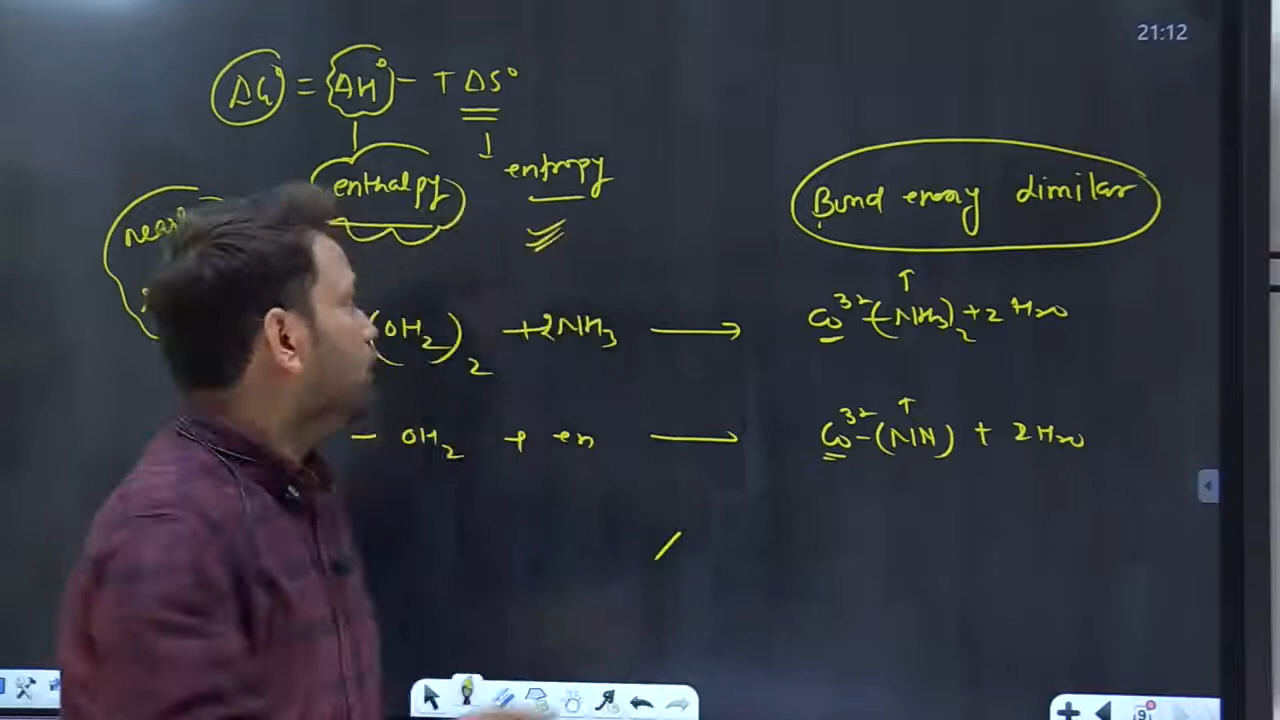 21:12
ΔG° = ΔH° - TΔS°
enthalpy
entropy
Bond energy similar
(OH₂)₂ + 2NH₃ ⟶ Co³⁺(-NH₃)₂ + 2H₂O
- OH₂ + en ⟶ Co³⁺-(NN) + 2H₂O